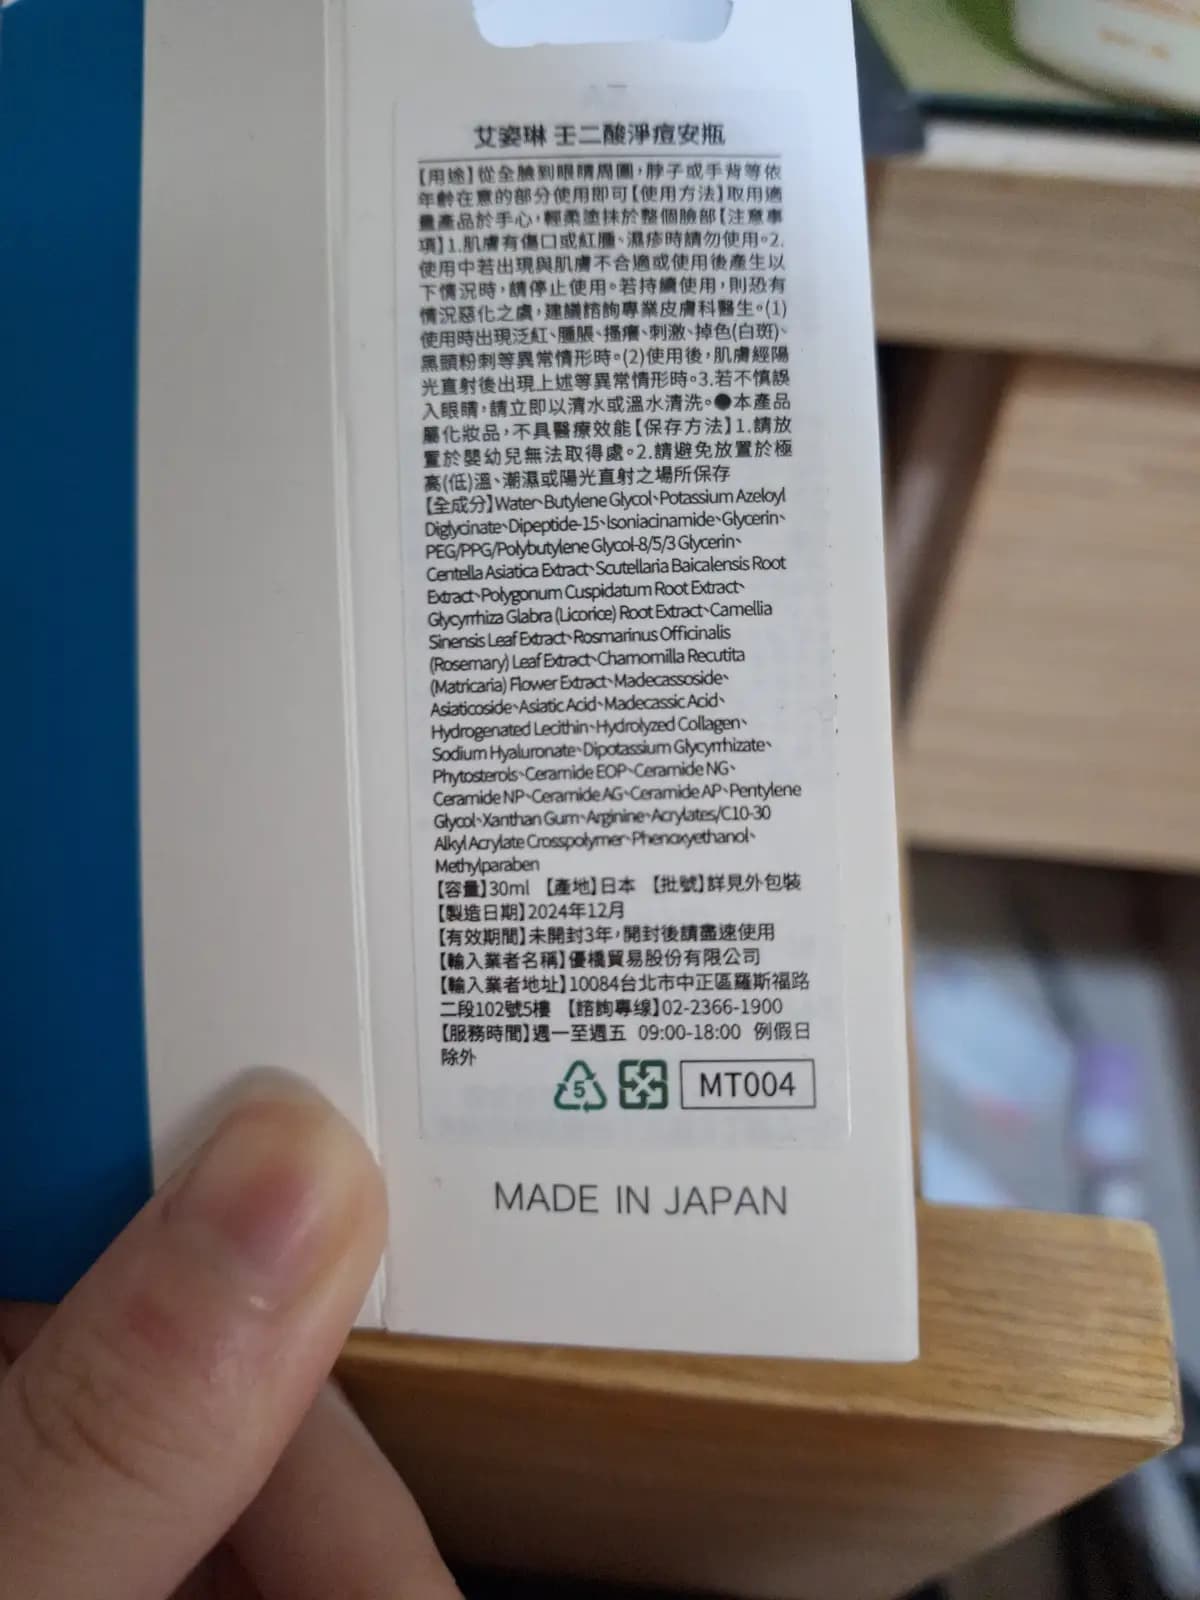 艾姿琳 壬二酸淨痘安瓶
【用途】從全臉到眼睛周圍，脖子或手背等依
年齡在意的部分使用即可【使用方法】取用適
量產品於手心，輕柔塗抹於整個臉部【注意事
項】1.肌膚有傷口或紅腫、濕疹時請勿使用。2.
使用中若出現與肌膚不合適或使用後產生以
下情況時，請停止使用。若持續使用，則恐有
情況惡化之虞，建議諮詢專業皮膚科醫生。(1)
使用時出現泛紅、腫脹、搔癢、刺激、掉色(白斑)、
黑頭粉刺等異常情形時。(2)使用後，肌膚經陽
光直射後出現上述等異常情形時。3.若不慎誤
入眼睛，請立即以清水或溫水清洗。●本產品
屬化妝品，不具醫療效能【保存方法】1.請放
置於嬰幼兒無法取得處。2.請避免放置於極
高(低)溫、潮濕或陽光直射之場所保存
【全成分】Water、Butylene Glycol、Potassium Azeloyl
Diglycinate、Dipeptide-15、Isoniacinamide、Glycerin、
PEG/PPG/Polybutylene Glycol-8/5/3 Glycerin、
Centella Asiatica Extract、Scutellaria Baicalensis Root
Extract、Polygonum Cuspidatum Root Extract、
Glycyrrhiza Glabra (Licorice) Root Extract、Camellia
Sinensis Leaf Extract、Rosmarinus Officinalis
(Rosemary) Leaf Extract、Chamomilla Recutita
(Matricaria) Flower Extract、Madecassoside、
Asiaticoside、Asiatic Acid、Madecassic Acid、
Hydrogenated Lecithin、Hydrolyzed Collagen、
Sodium Hyaluronate、Dipotassium Glycyrrhizate、
Phytosterols、Ceramide EOP、Ceramide NG、
Ceramide NP、Ceramide AG、Ceramide AP、Pentylene
Glycol、Xanthan Gum、Arginine、Acrylates/C10-30
Alkyl Acrylate Crosspolymer、Phenoxyethanol、
Methylparaben
【容量】30ml 【產地】日本 【批號】詳見外包裝
【製造日期】2024年12月
【有效期間】未開封3年，開封後請盡速使用
【輸入業者名稱】優橋貿易股份有限公司
【輸入業者地址】10084台北市中正區羅斯福路
二段102號5樓 【諮詢專線】02-2366-1900
【服務時間】週一至週五 09:00-18:00 例假日
除外
5 MT004
MADE IN JAPAN